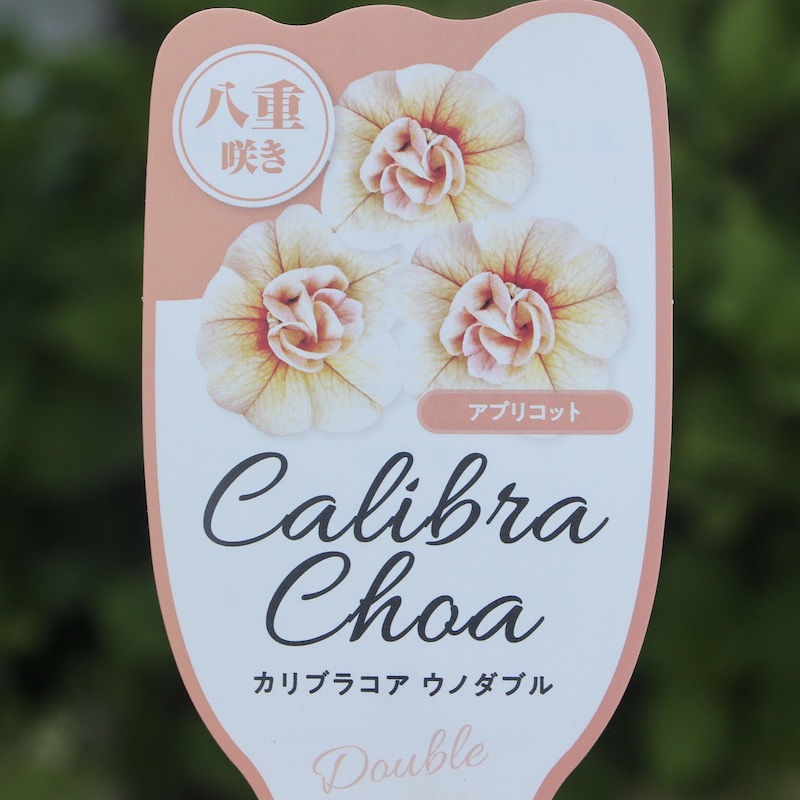 八重
咲き
アプリコット
Calibra
Choa
カリブラコア ウノダブル
Double